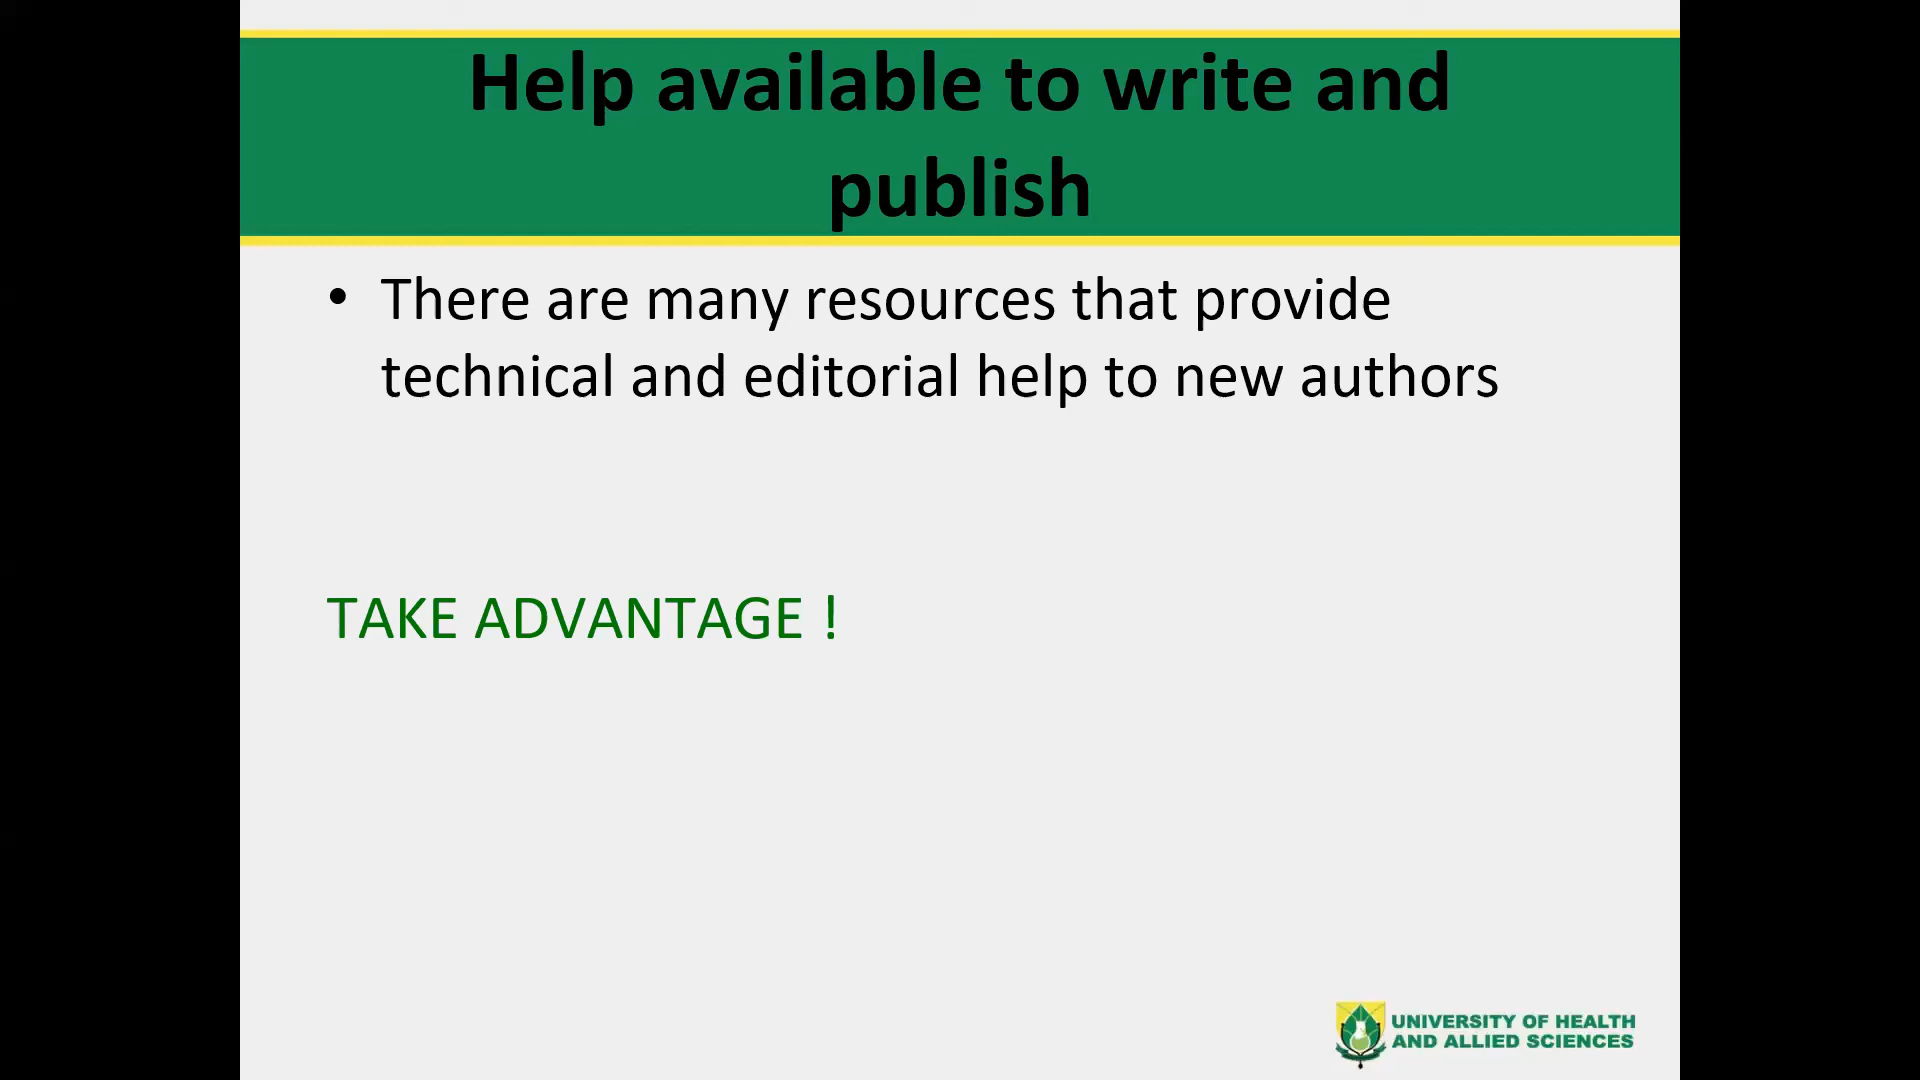 Help available to write and
publish
• There are many resources that provide
technical and editorial help to new authors
TAKE ADVANTAGE !
UNIVERSITY OF HEALTH
AND ALLIED SCIENCES